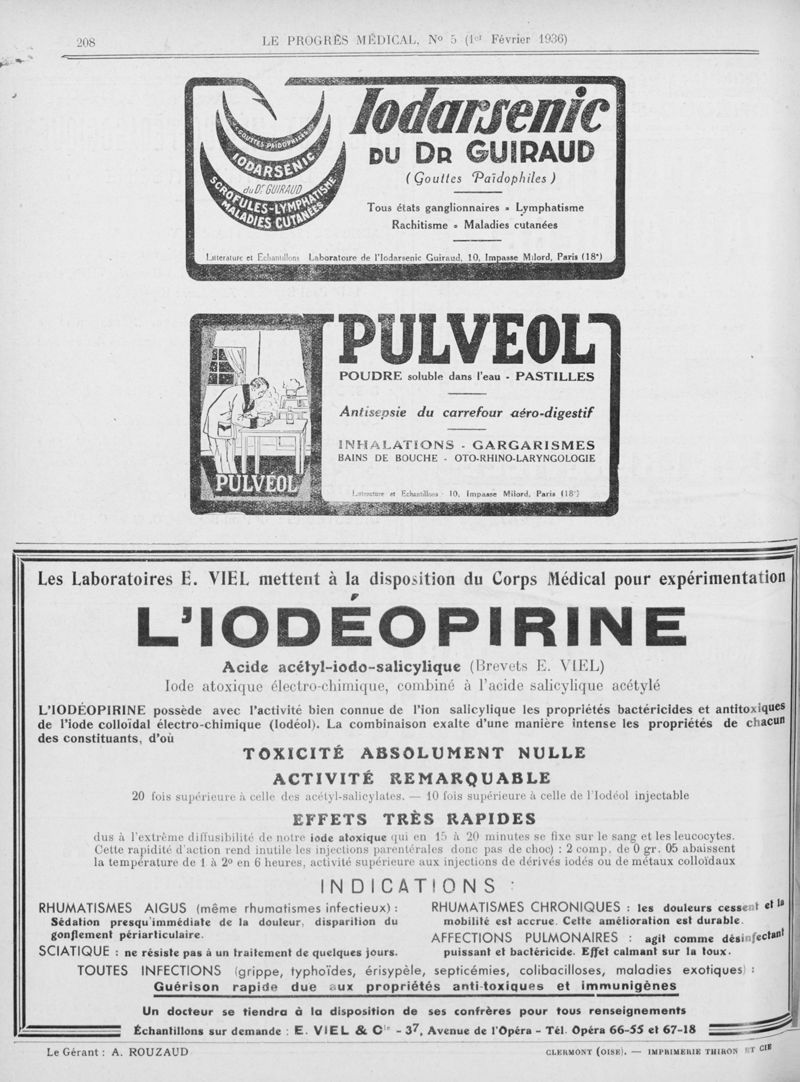 208
LE PROGRÈS MÉDICAL, No 5 (1er Février 1936)
GOUTTES PAÏDOPHILES
IODARSENIC
du Dr GUIRAUD
SCROFULES-LYMPHATISME
MALADIES CUTANÉES
Iodarsenic
DU DR GUIRAUD
(Gouttes Païdophiles)
Tous états ganglionnaires - Lymphatisme
Rachitisme - Maladies cutanées
Littérature et Echantillons Laboratoire de l'Iodarsenic Guiraud, 10, Impasse Milord, Paris (18e)
PULVÉOL
PULVEOL
POUDRE soluble dans l'eau - PASTILLES
Antisepsie du carrefour aéro-digestif
INHALATIONS - GARGARISMES
BAINS DE BOUCHE - OTO-RHINO-LARYNGOLOGIE
Littérature et Echantillons - 10, Impasse Milord, Paris (18e)
Les Laboratoires E. VIEL mettent à la disposition du Corps Médical pour expérimentation
L'IODÉOPIRINE
Acide acétyl-iodo-salicylique (Brevets E. VIEL)
Iode atoxique électro-chimique, combiné à l'acide salicylique acétylé
L'IODÉOPIRINE possède avec l'activité bien connue de l'ion salicylique les propriétés bactéricides et antitoxiques
de l'iode colloïdal électro-chimique (Iodéol). La combinaison exalte d'une manière intense les propriétés de chacun
des constituants, d'où
TOXICITÉ ABSOLUMENT NULLE
ACTIVITÉ REMARQUABLE
20 fois supérieure à celle des acétyl-salicylates. — 10 fois supérieure à celle de l'Iodéol injectable
EFFETS TRÈS RAPIDES
dus à l'extrême diffusibilité de notre iode atoxique qui en 15 à 20 minutes se fixe sur le sang et les leucocytes.
Cette rapidité d'action rend inutile les injections parentérales donc pas de choc) : 2 comp. de 0 gr. 05 abaissent
la température de 1 à 2o en 6 heures, activité supérieure aux injections de dérivés iodés ou de métaux colloïdaux
INDICATIONS :
RHUMATISMES AIGUS (même rhumatismes infectieux) :
Sédation presqu'immédiate de la douleur, disparition du
gonflement périarticulaire.
SCIATIQUE : ne résiste pas à un traitement de quelques jours.
RHUMATISMES CHRONIQUES : les douleurs cessent et la
mobilité est accrue. Cette amélioration est durable.
AFFECTIONS PULMONAIRES : agit comme désinfectant
puissant et bactéricide. Effet calmant sur la toux.
TOUTES INFECTIONS (grippe, typhoïdes, érisypèle, septicémies, colibacilloses, maladies exotiques) :
Guérison rapide due aux propriétés anti-toxiques et immunigènes
Un docteur se tiendra à la disposition de ses confrères pour tous renseignements
Échantillons sur demande : E. VIEL & Cie - 37, Avenue de l'Opéra - Tél. Opéra 66-55 et 67-18
Le Gérant : A. ROUZAUD
CLERMONT (OISE). — IMPRIMERIE THIRON ET CIE